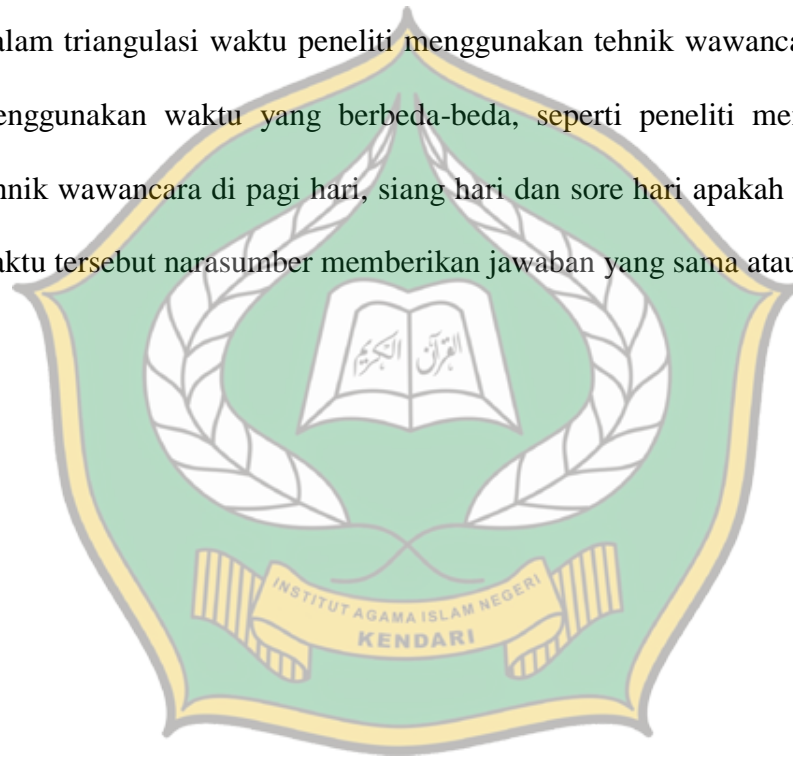 alam triangulasi waktu peneliti menggunakan tehnik wawanca
enggunakan waktu yang berbeda-beda, seperti peneliti me
hnik wawancara di pagi hari, siang hari dan sore hari apakah
aktu tersebut narasumber memberikan jawaban yang sama atau
القرآن الكريم
INSTITUT AGAMA ISLAM NEGERI
KENDARI